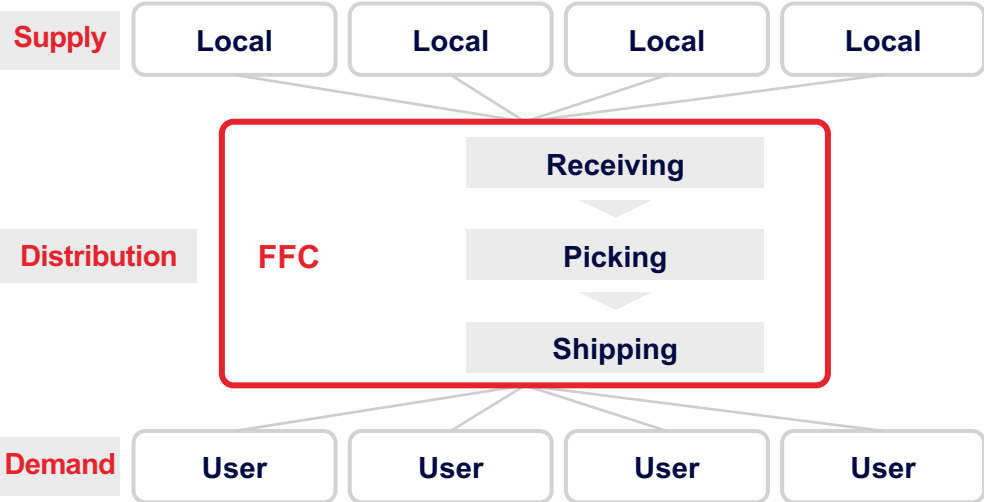 Supply
Local
Local
Local
Local
Receiving
Distribution
FFC
Picking
Shipping
Demand
User
User
User
User